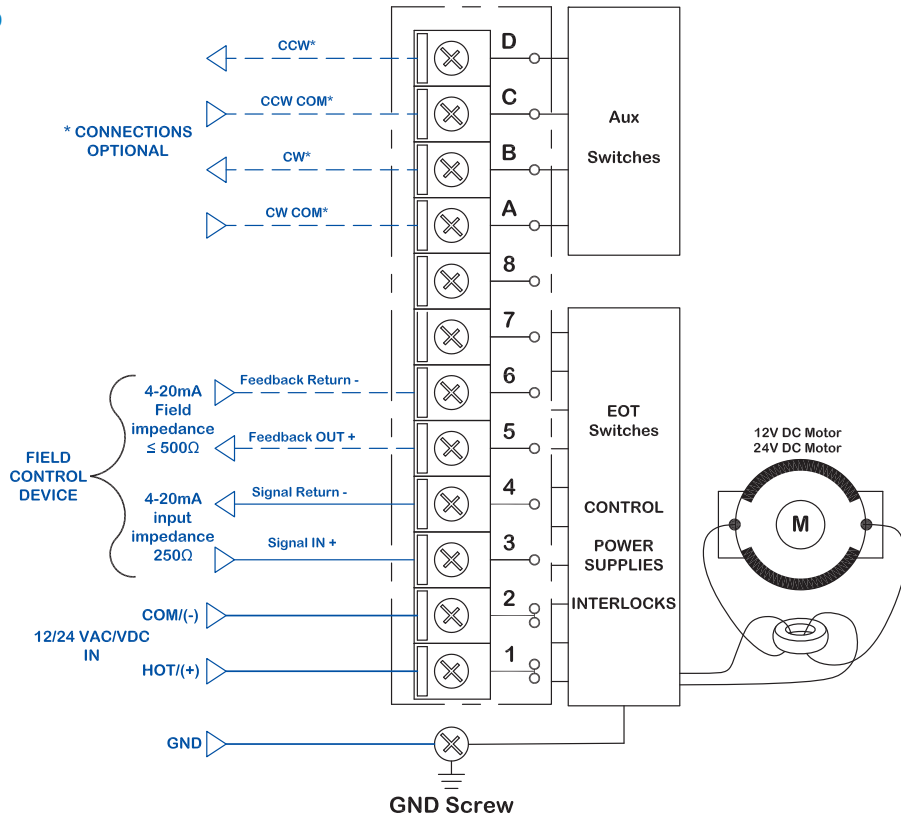 CCW*
D
CCW COM*
C
* CONNECTIONS
OPTIONAL
CW*
B
CW COM*
A
Aux
Switches
8
7
Feedback Return -
6
4-20mA
Field
impedance
≤ 500Ω
Feedback OUT +
5
FIELD
CONTROL
DEVICE
Signal Return -
4
4-20mA
input
impedance
250Ω
Signal IN +
3
COM/(-)
2
12/24 VAC/VDC
IN
HOT/(+)
1
EOT
Switches
CONTROL
POWER
SUPPLIES
INTERLOCKS
12V DC Motor
24V DC Motor
M
GND
GND Screw